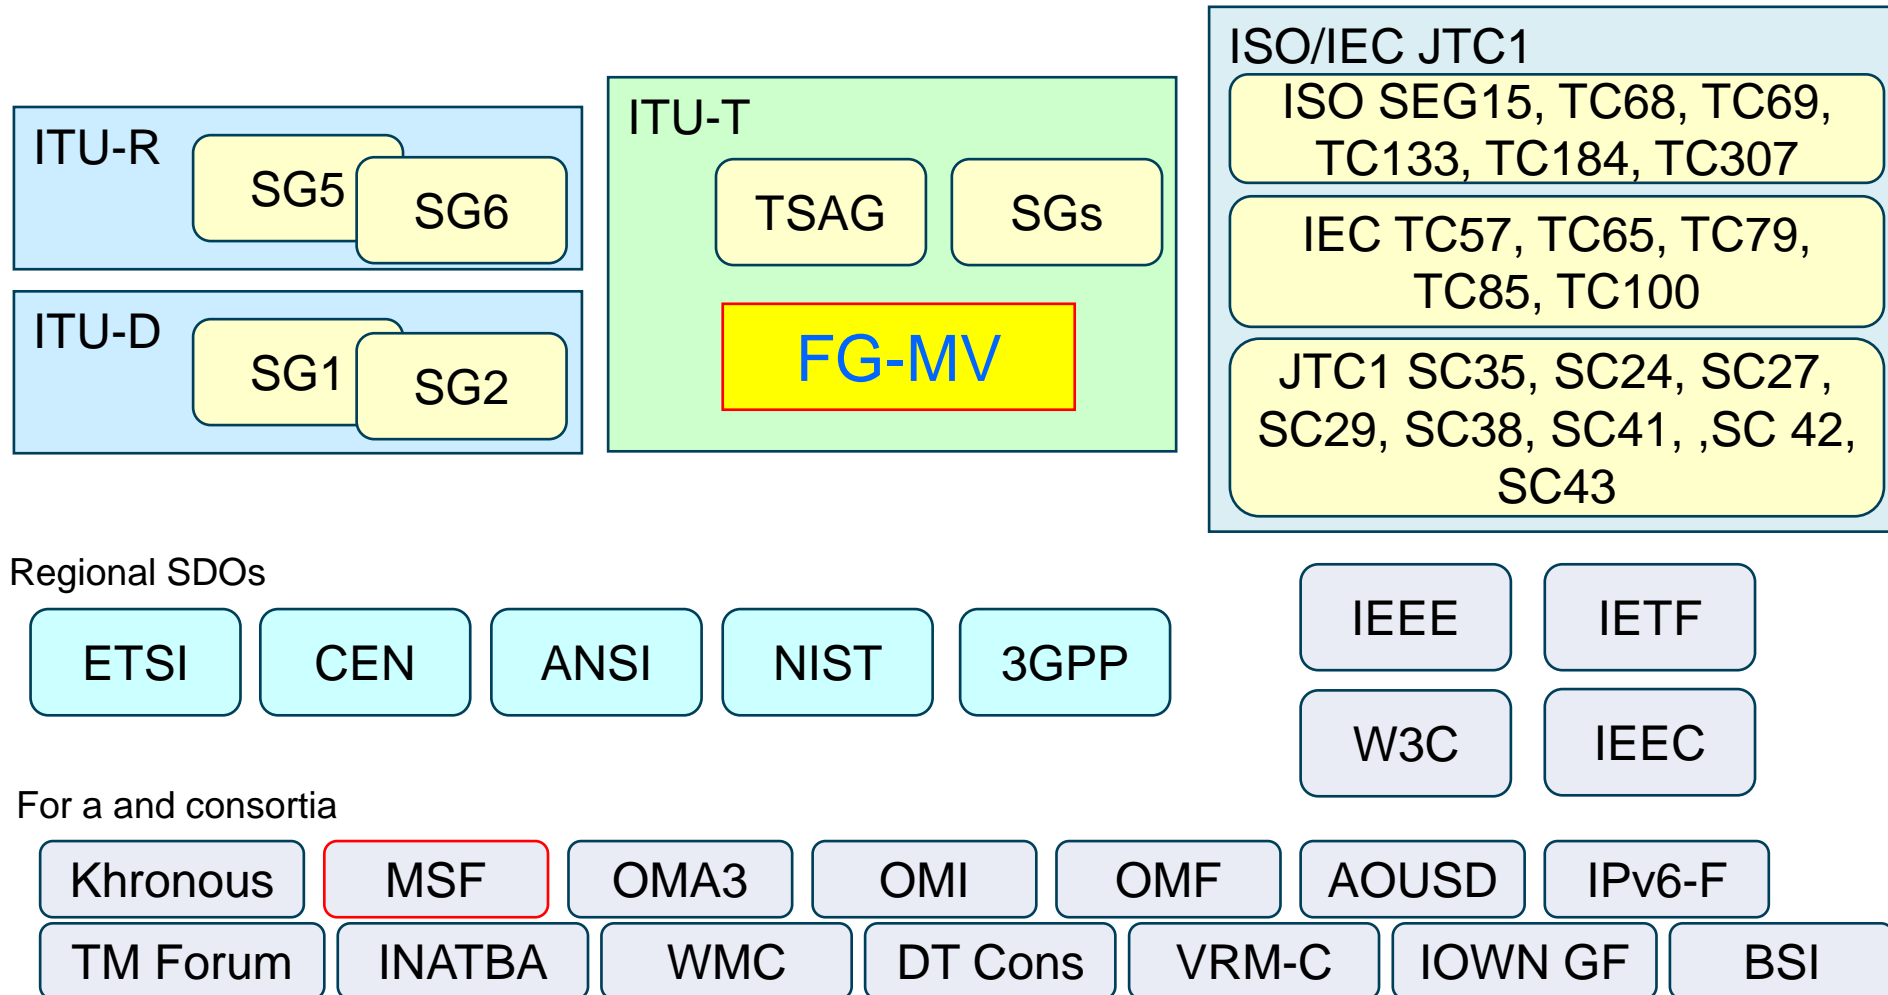 ITU-R
SG5
SG6
ITU-D
SG1
SG2
ITU-T
TSAG
SGs
FG-MV
ISO/IEC JTC1
ISO SEG15, TC68, TC69,
TC133, TC184, TC307
IEC TC57, TC65, TC79,
TC85, TC100
JTC1 SC35, SC24, SC27,
SC29, SC38, SC41, ,SC 42,
SC43
Regional SDOs
ETSI
CEN
ANSI
NIST
3GPP
IEEE
IETF
W3C
IEEC
For a and consortia
Khronous
MSF
OMA3
OMI
OMF
AOUSD
IPv6-F
TM Forum
INATBA
WMC
DT Cons
VRM-C
IOWN GF
BSI